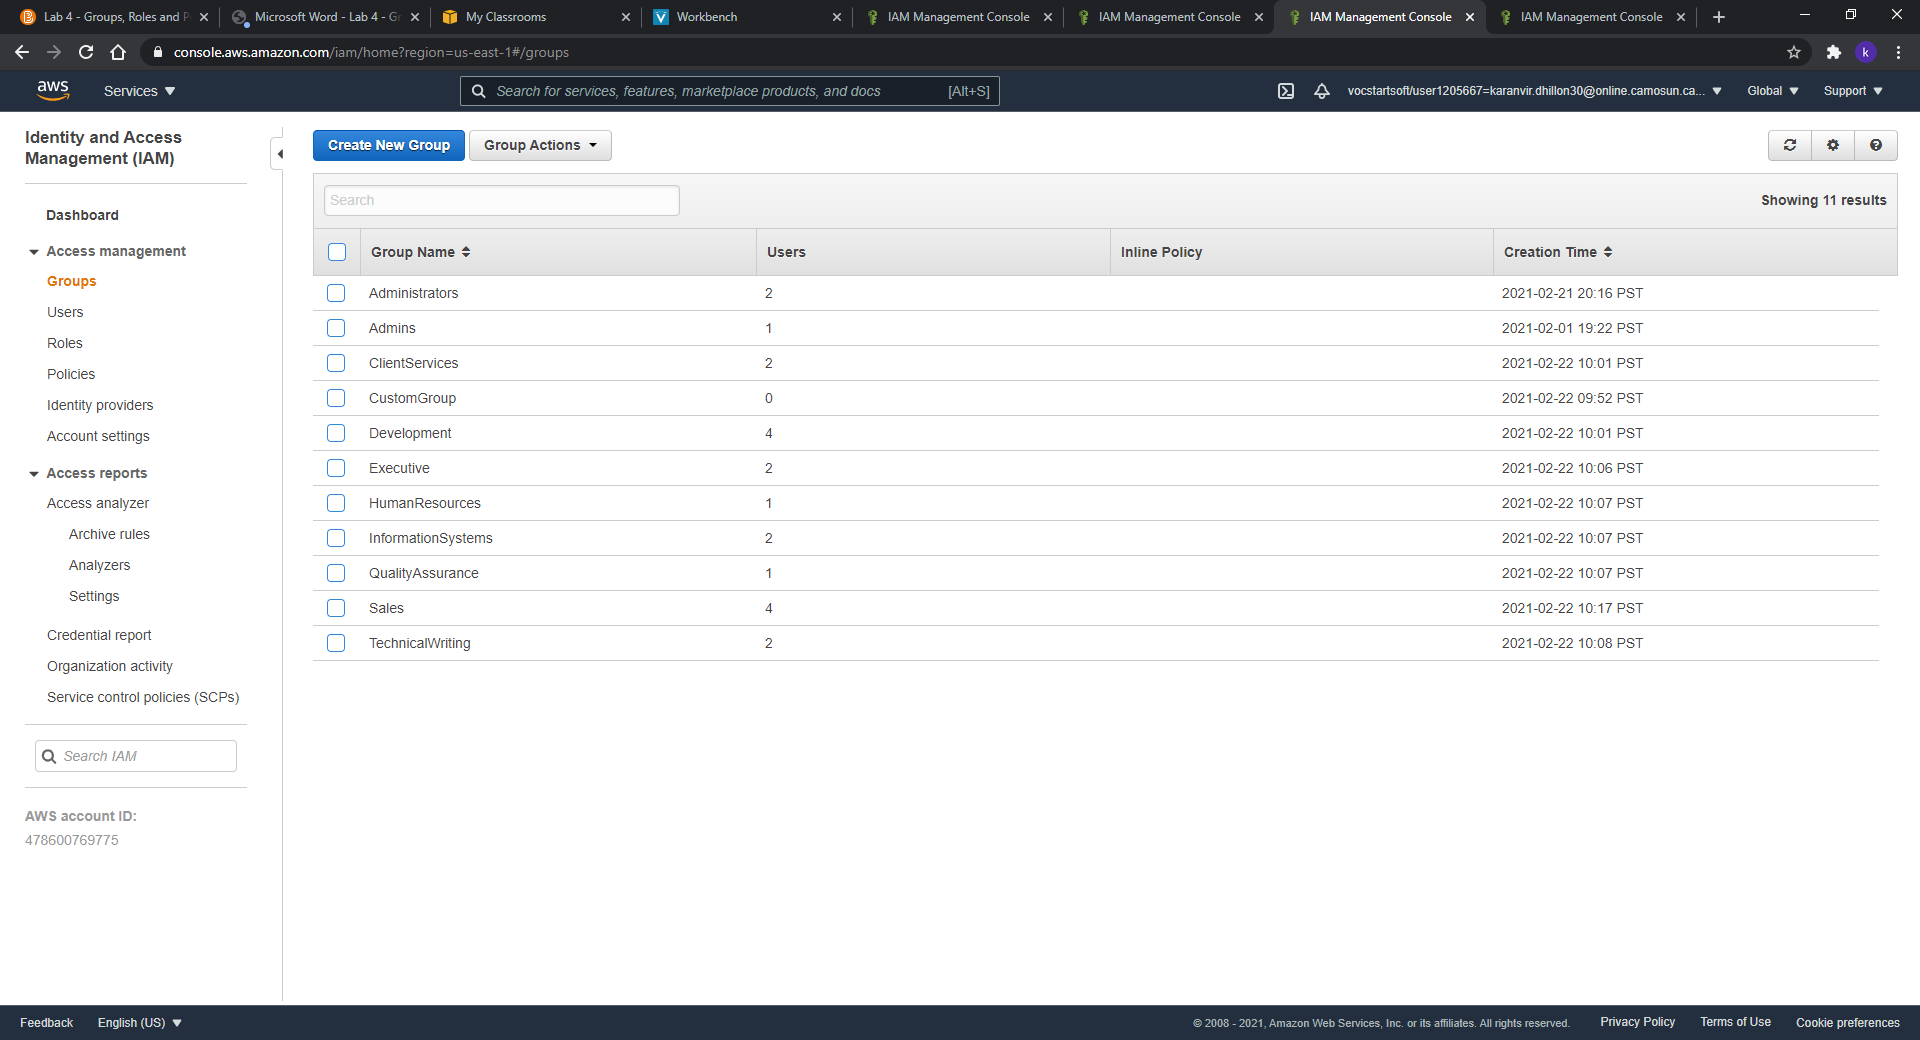 Lab 4 - Groups, Roles and P
Microsoft Word - Lab 4 - Gr
My Classrooms
Workbench
IAM Management Console
IAM Management Console
IAM Management Console
IAM Management Console
console.aws.amazon.com/iam/home?region=us-east-1#/groups
k
aws
Services
Search for services, features, marketplace products, and docs
[Alt+S]
vocstartsoft/user1205667=karanvir.dhillon30@online.camosun.ca...
Global
Support
Identity and Access
Management (IAM)
Dashboard
Access management
Groups
Users
Roles
Policies
Identity providers
Account settings
Access reports
Access analyzer
Archive rules
Analyzers
Settings
Credential report
Organization activity
Service control policies (SCPs)
Search IAM
AWS account ID:
478600769775
Create New Group
Group Actions
Search
Showing 11 results
Group Name Users Inline Policy Creation Time
Administrators 2 2021-02-21 20:16 PST
Admins 1 2021-02-01 19:22 PST
ClientServices 2 2021-02-22 10:01 PST
CustomGroup 0 2021-02-22 09:52 PST
Development 4 2021-02-22 10:01 PST
Executive 2 2021-02-22 10:06 PST
HumanResources 1 2021-02-22 10:07 PST
InformationSystems 2 2021-02-22 10:07 PST
QualityAssurance 1 2021-02-22 10:07 PST
Sales 4 2021-02-22 10:17 PST
TechnicalWriting 2 2021-02-22 10:08 PST
Feedback
English (US)
© 2008 - 2021, Amazon Web Services, Inc. or its affiliates. All rights reserved.
Privacy Policy
Terms of Use
Cookie preferences